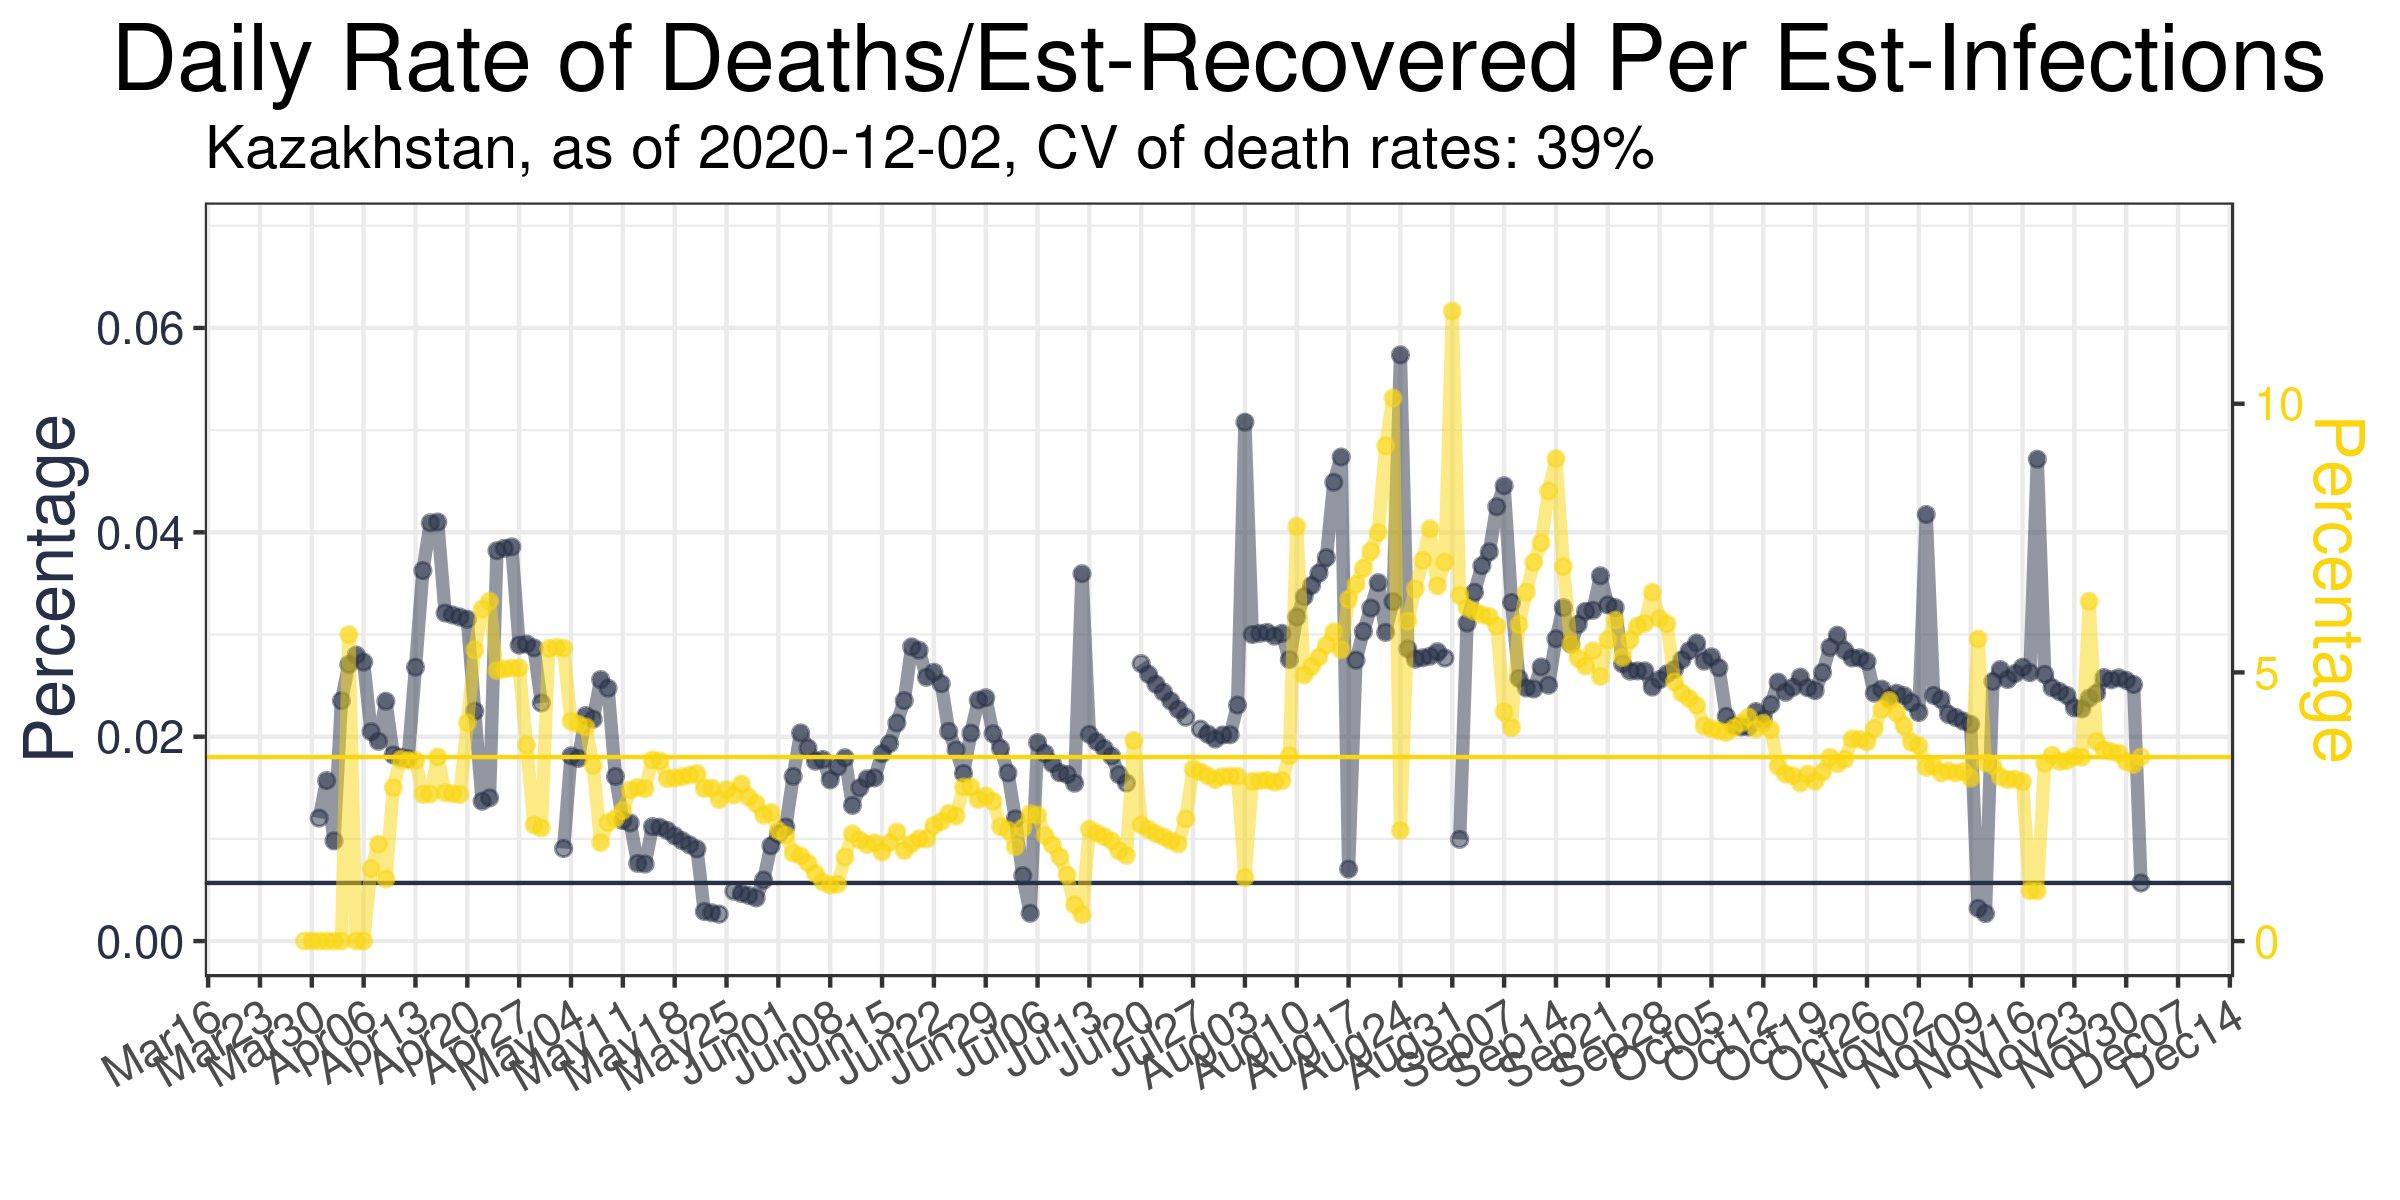 Daily Rate of Deaths/Est-Recovered Per Est-Infections
Kazakhstan, as of 2020-12-02, CV of death rates: 39%
Percentage
0.06
0.04
0.02
0.00
10
5
0
Percentage
Mar16
Mar23
Mar30
Apr06
Apr13
Apr20
Apr27
May04
May11
May18
May25
Jun01
Jun08
Jun15
Jun22
Jun29
Jul06
Jul13
Jul20
Jul27
Aug03
Aug10
Aug17
Aug24
Aug31
Sep07
Sep14
Sep21
Sep28
Oct05
Oct12
Oct19
Oct26
Nov02
Nov09
Nov16
Nov23
Nov30
Dec07
Dec14